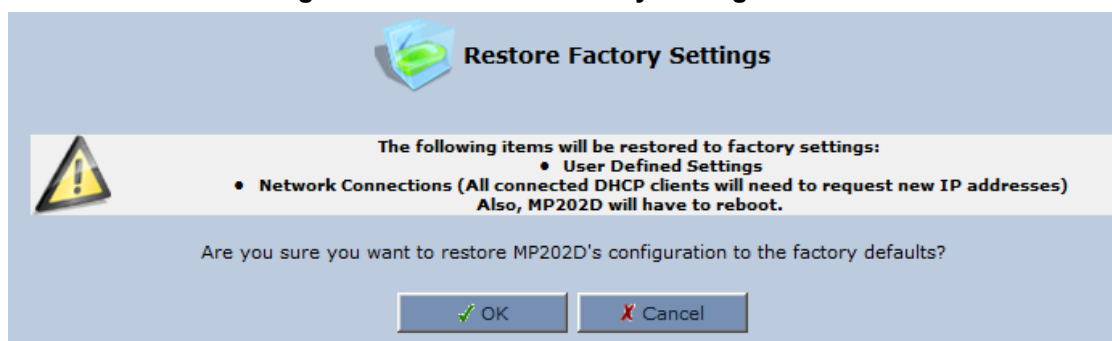 Restore Factory Settings
The following items will be restored to factory settings:
● User Defined Settings
● Network Connections (All connected DHCP clients will need to request new IP addresses)
Also, MP202D will have to reboot.
Are you sure you want to restore MP202D's configuration to the factory defaults?
OK
Cancel